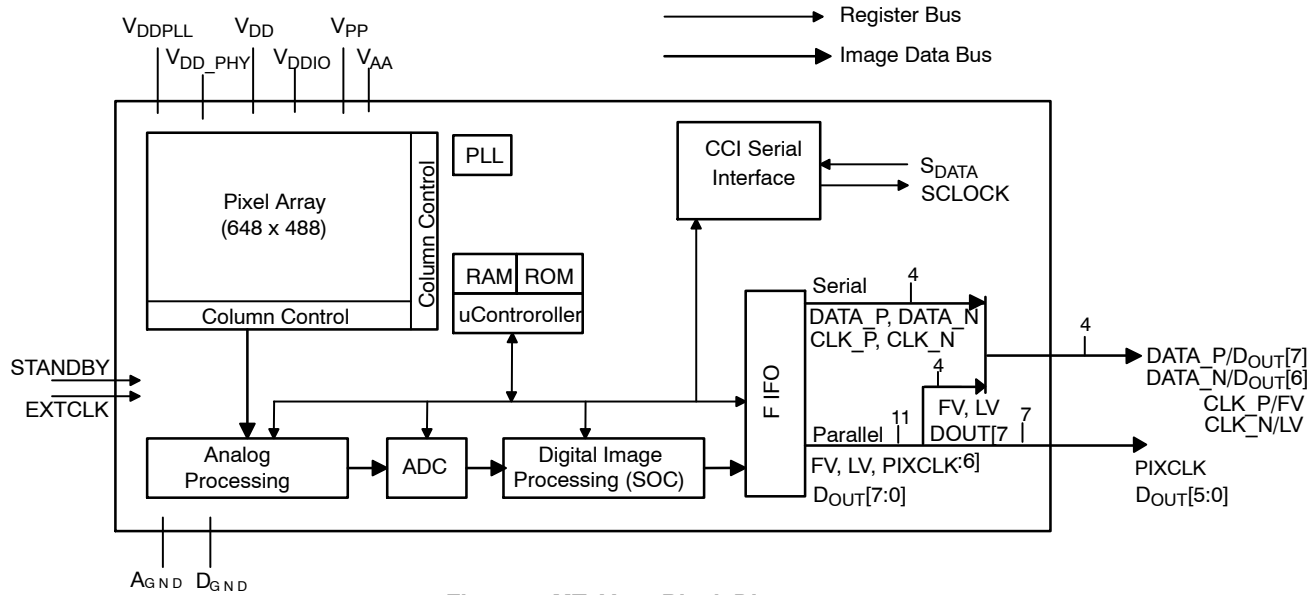 VDDPLL VDD VPP
VDD_PHY VDDIO VAA
Register Bus
Image Data Bus
Pixel Array
(648 x 488)
Column Control
Column Control
PLL
CCI Serial
Interface
SDATA
SCLOCK
RAM ROM
uControroller
STANDBY
EXTCLK
F IFO
Serial 4
DATA_P, DATA_N
CLK_P, CLK_N
4
FV, LV
DOUT[7
:6]
Parallel 11
7
FV, LV, PIXCLK
DOUT[7:0]
4
DATA_P/DOUT[7]
DATA_N/DOUT[6]
CLK_P/FV
CLK_N/LV
PIXCLK
DOUT[5:0]
Analog
Processing
ADC
Digital Image
Processing (SOC)
AGND DGND